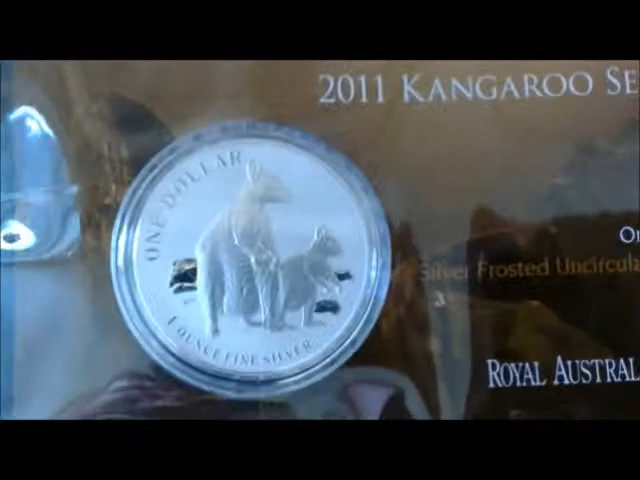 2011 KANGAROO SE
ONE DOLLAR
1 OUNCE FINE SILVER
On
Silver Frosted Uncircula
ROYAL AUSTRAL